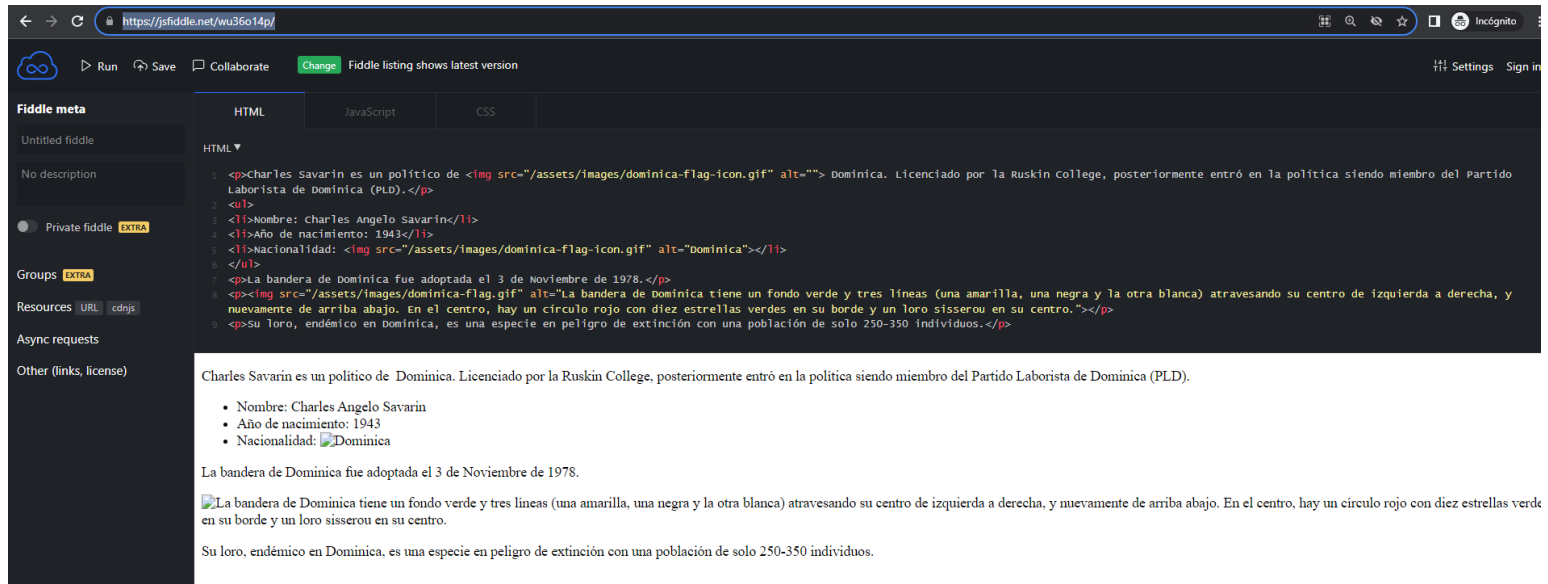 https://jsfiddle.net/wu36o14p/
Incógnito
Run Save Collaborate Change Fiddle listing shows latest version Settings Sign in
Fiddle meta
Untitled fiddle
No description
Private fiddle EXTRA
Groups EXTRA
Resources URL cdnjs
Async requests
Other (links, license)
HTML JavaScript CSS
HTML ▼
1 <p>Charles Savarin es un político de <img src="/assets/images/dominica-flag-icon.gif" alt=""> Dominica. Licenciado por la Ruskin College, posteriormente entró en la política siendo miembro del Partido
Laborista de Dominica (PLD).</p>
2 <ul>
3 <li>Nombre: Charles Angelo Savarin</li>
4 <li>Año de nacimiento: 1943</li>
5 <li>Nacionalidad: <img src="/assets/images/dominica-flag-icon.gif" alt="Dominica"></li>
6 </ul>
7 <p>La bandera de Dominica fue adoptada el 3 de Noviembre de 1978.</p>
8 <p><img src="/assets/images/dominica-flag.gif" alt="La bandera de Dominica tiene un fondo verde y tres líneas (una amarilla, una negra y la otra blanca) atravesando su centro de izquierda a derecha, y
nuevamente de arriba abajo. En el centro, hay un círculo rojo con diez estrellas verdes en su borde y un loro sisserou en su centro."></p>
9 <p>Su loro, endémico en Dominica, es una especie en peligro de extinción con una población de solo 250-350 individuos.</p>
Charles Savarin es un político de Dominica. Licenciado por la Ruskin College, posteriormente entró en la política siendo miembro del Partido Laborista de Dominica (PLD).
• Nombre: Charles Angelo Savarin
• Año de nacimiento: 1943
• Nacionalidad: Dominica
La bandera de Dominica fue adoptada el 3 de Noviembre de 1978.
La bandera de Dominica tiene un fondo verde y tres líneas (una amarilla, una negra y la otra blanca) atravesando su centro de izquierda a derecha, y nuevamente de arriba abajo. En el centro, hay un círculo rojo con diez estrellas verde
en su borde y un loro sisserou en su centro.
Su loro, endémico en Dominica, es una especie en peligro de extinción con una población de solo 250-350 individuos.